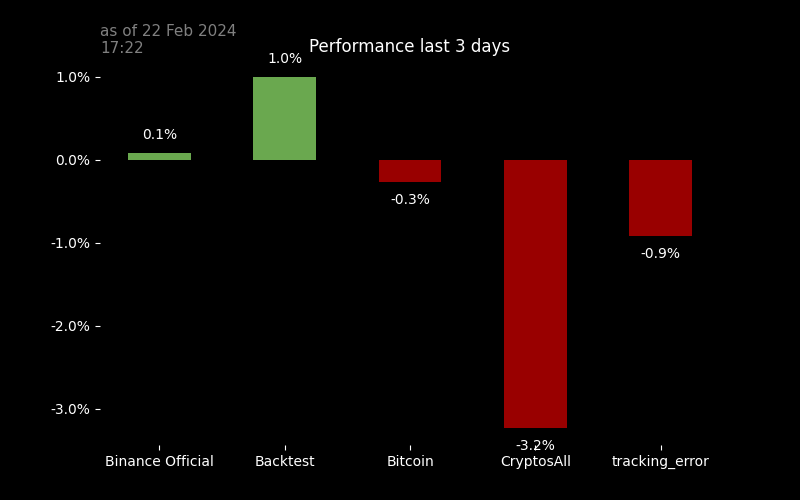 as of 22 Feb 2024
17:22
Performance last 3 days
1.0%
1.0%
0.1%
0.0%
-0.3%
-0.9%
-1.0%
-2.0%
-3.0%
-3.2%
Binance Official
Backtest
Bitcoin
CryptosAll
tracking_error